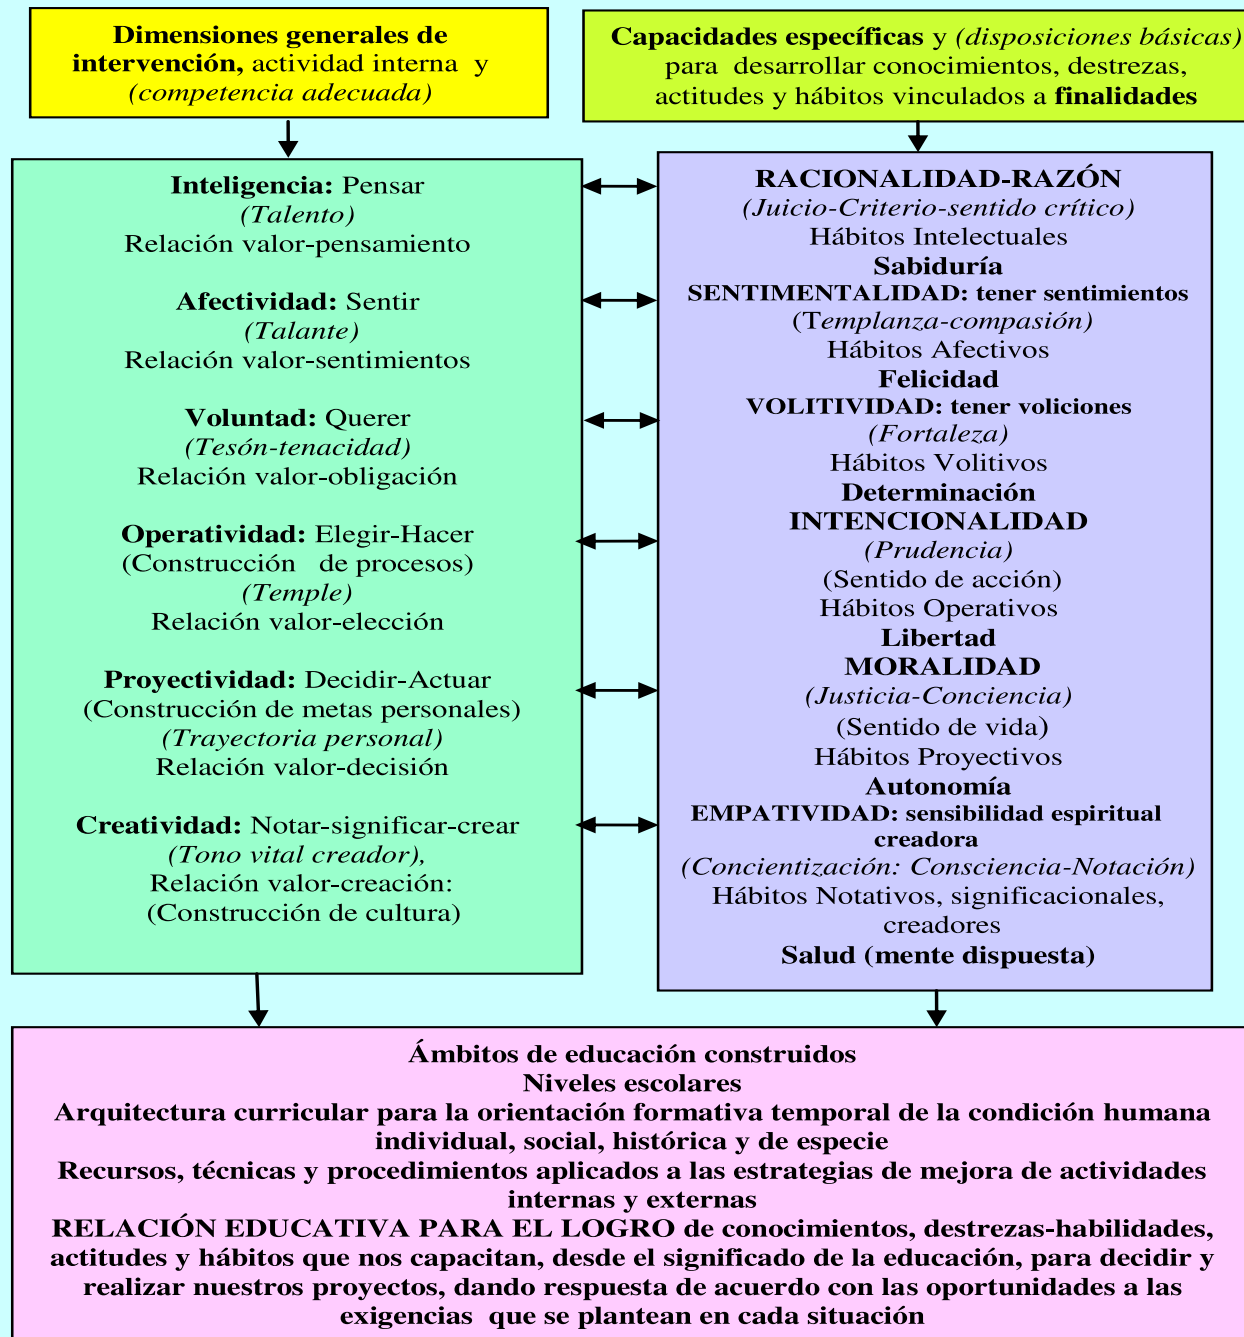 Dimensiones generales de
intervención, actividad interna y
(competencia adecuada)
Capacidades específicas y (disposiciones básicas)
para desarrollar conocimientos, destrezas,
actitudes y hábitos vinculados a finalidades
Inteligencia: Pensar
(Talento)
Relación valor-pensamiento
Afectividad: Sentir
(Talante)
Relación valor-sentimientos
Voluntad: Querer
(Tesón-tenacidad)
Relación valor-obligación
Operatividad: Elegir-Hacer
(Construcción de procesos)
(Temple)
Relación valor-elección
Proyectividad: Decidir-Actuar
(Construcción de metas personales)
(Trayectoria personal)
Relación valor-decisión
Creatividad: Notar-significar-crear
(Tono vital creador),
Relación valor-creación:
(Construcción de cultura)
RACIONALIDAD-RAZÓN
(Juicio-Criterio-sentido crítico)
Hábitos Intelectuales
Sabiduría
SENTIMENTALIDAD: tener sentimientos
(Templanza-compasión)
Hábitos Afectivos
Felicidad
VOLITIVIDAD: tener voliciones
(Fortaleza)
Hábitos Volitivos
Determinación
INTENCIONALIDAD
(Prudencia)
(Sentido de acción)
Hábitos Operativos
Libertad
MORALIDAD
(Justicia-Conciencia)
(Sentido de vida)
Hábitos Proyectivos
Autonomía
EMPATIVIDAD: sensibilidad espiritual
creadora
(Concientización: Consciencia-Notación)
Hábitos Notativos, significacionales,
creadores
Salud (mente dispuesta)
Ámbitos de educación construidos
Niveles escolares
Arquitectura curricular para la orientación formativa temporal de la condición humana
individual, social, histórica y de especie
Recursos, técnicas y procedimientos aplicados a las estrategias de mejora de actividades
internas y externas
RELACIÓN EDUCATIVA PARA EL LOGRO de conocimientos, destrezas-habilidades,
actitudes y hábitos que nos capacitan, desde el significado de la educación, para decidir y
realizar nuestros proyectos, dando respuesta de acuerdo con las oportunidades a las
exigencias que se plantean en cada situación